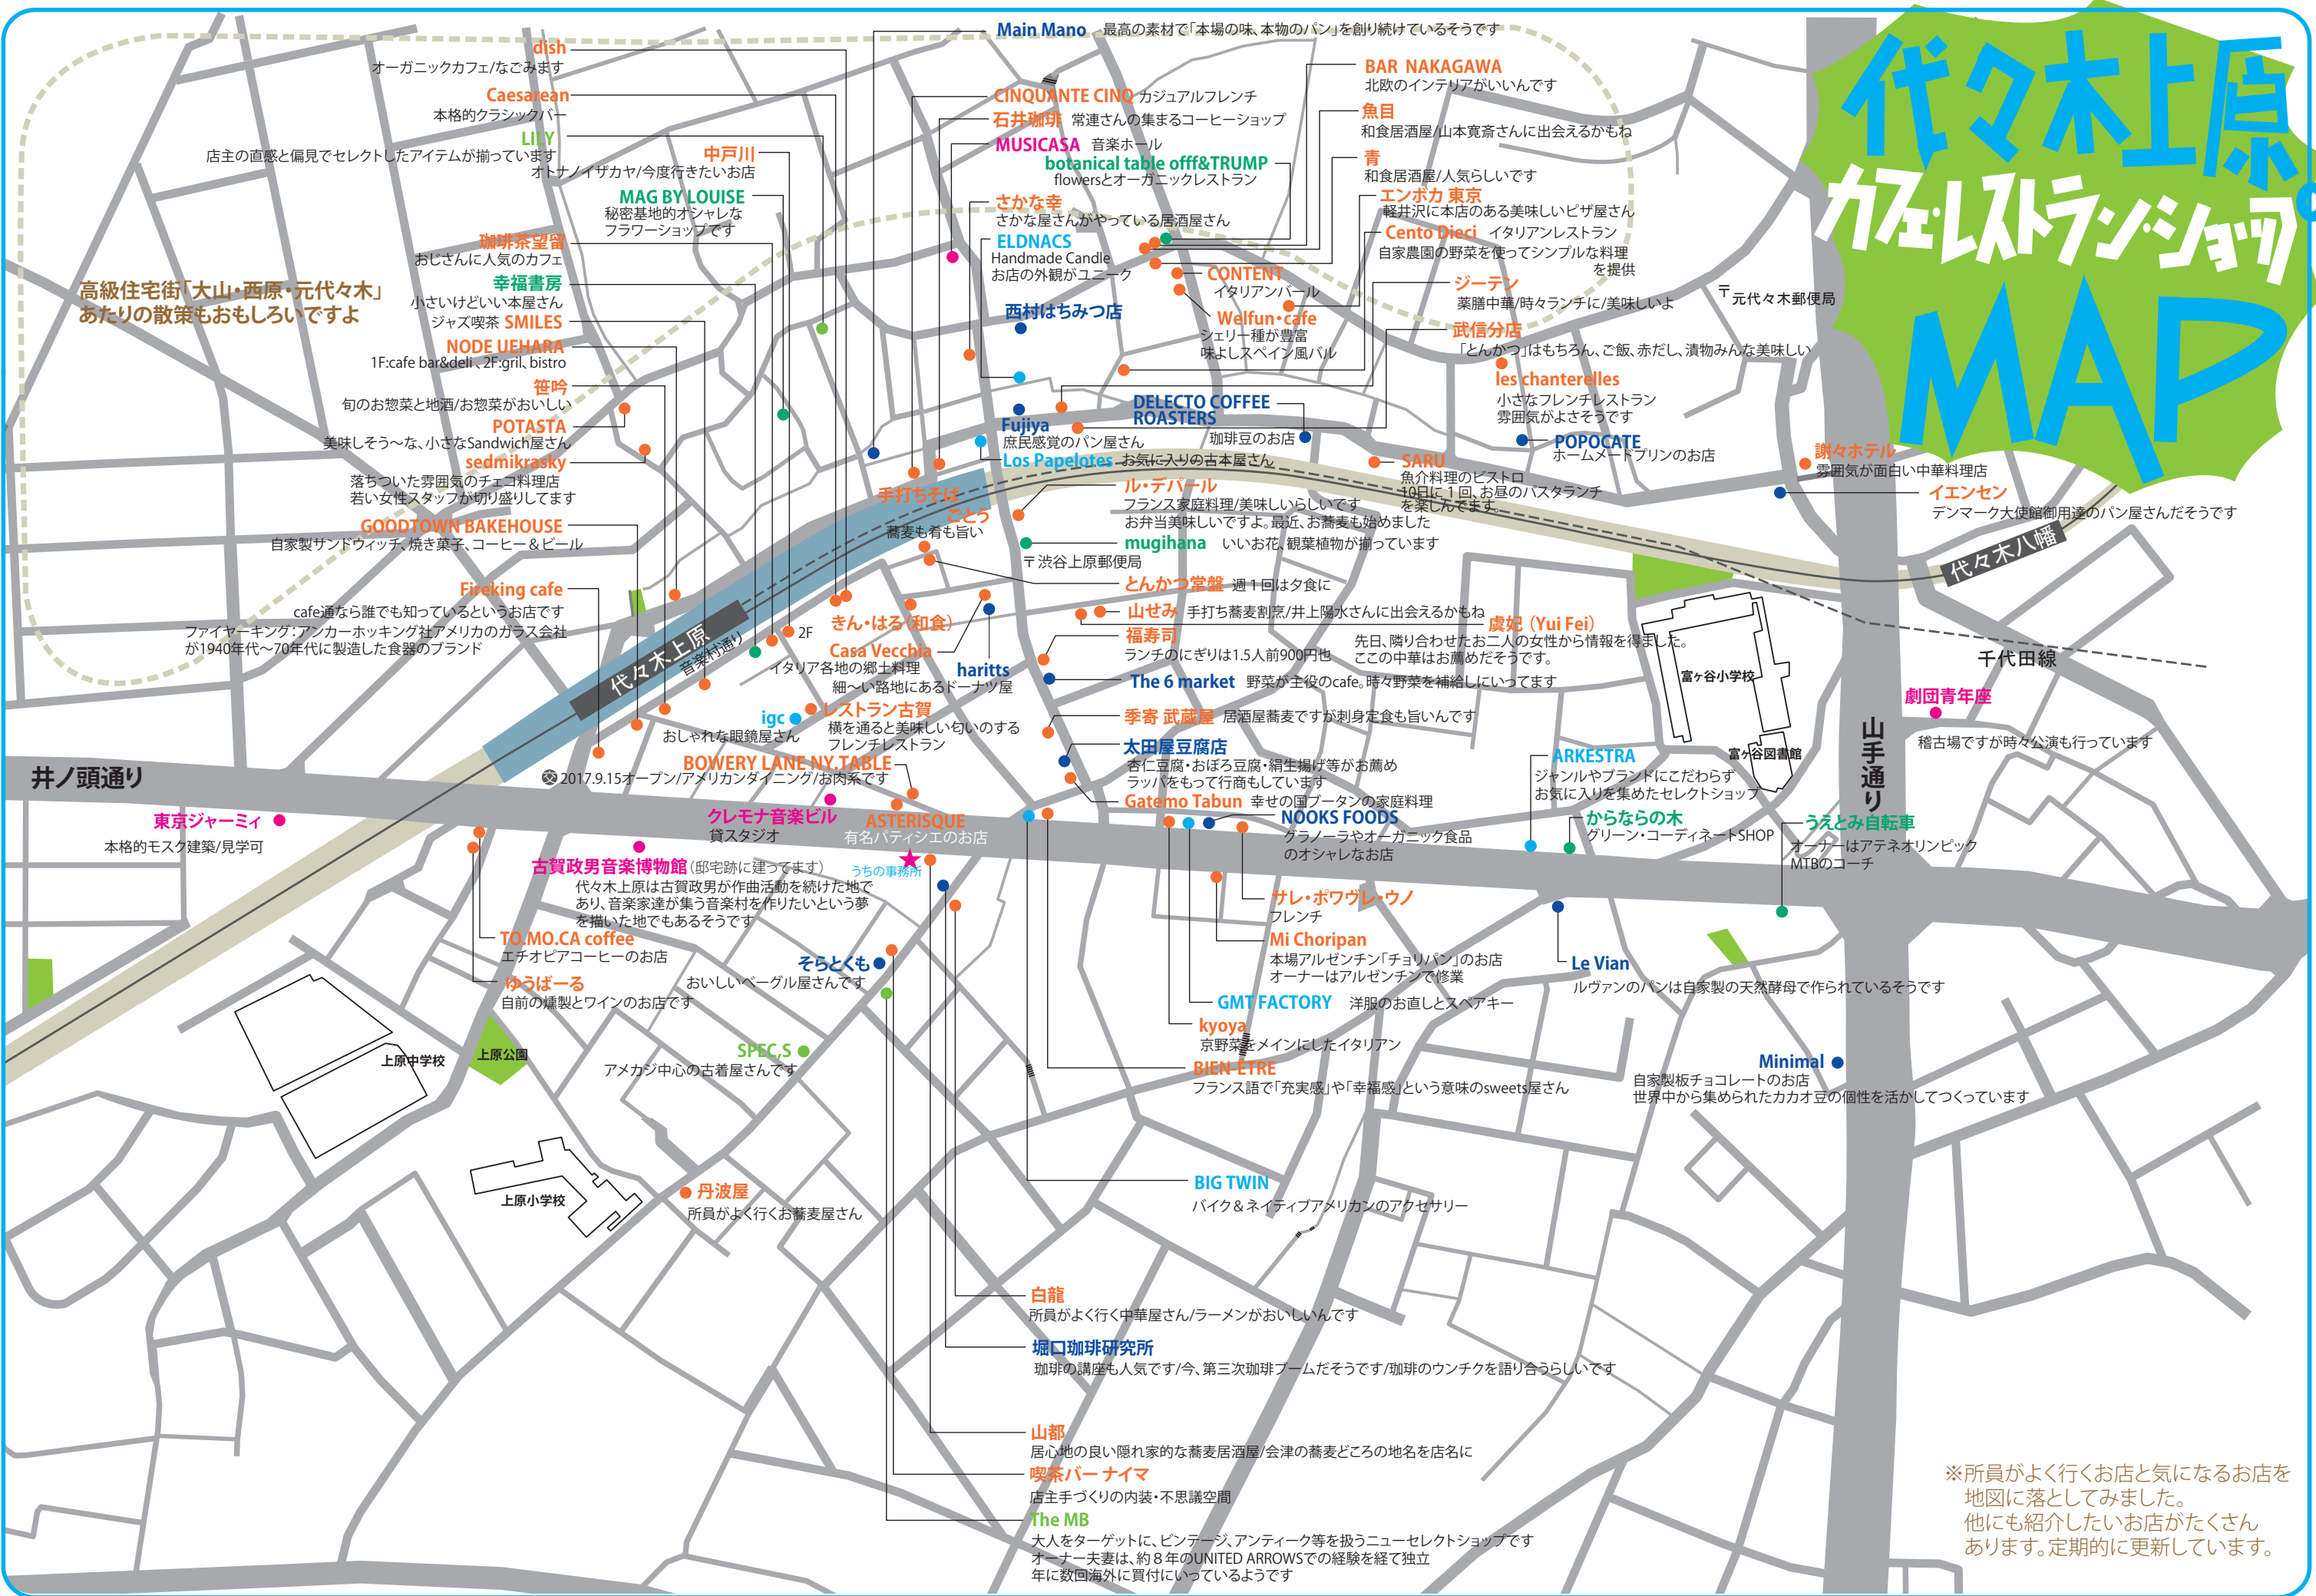 代々木上原の
カフェ・レストラン・ショップ
MAP
Main Mano 最高の素材で「本場の味、本物のパン」を創り続けているそうです
dish
オーガニックカフェ/なごみます
Caesarean
本格的クラシックバー
LILY
店主の直感と偏見でセレクトしたアイテムが揃っています
中戸川
オトナノイザカヤ/今度行きたいお店
MAG BY LOUISE
秘密基地的オシャレな
フラワーショップです
珈琲茶望留
おじさんに人気のカフェ
幸福書房
小さいけどいい本屋さん
ジャズ喫茶 SMILES
NODE UEHARA
1F:cafe bar&deli、2F:gril、bistro
笹吟
旬のお惣菜と地酒/お惣菜がおいしい
POTASTA
美味しそう〜な、小さなSandwich屋さん
sedmikrasky
落ちついた雰囲気のチェコ料理店
若い女性スタッフが切り盛りしてます
GOODTOWN BAKEHOUSE
自家製サンドウィッチ、焼き菓子、コーヒー＆ビール
Fireking cafe
cafe通なら誰でも知っているというお店です
ファイヤーキング：アンカーホッキング社アメリカのガラス会社
が1940年代〜70年代に製造した食器のブランド
高級住宅街「大山・西原・元代々木」
あたりの散策もおもしろいですよ
CINQUANTE CINQ カジュアルフレンチ
石井珈琲 常連さんの集まるコーヒーショップ
MUSICASA 音楽ホール
botanical table offf&TRUMP
flowersとオーガニックレストラン
さかな幸
さかな屋さんがやっている居酒屋さん
ELDNACS
Handmade Candle
お店の外観がユニーク
西村はちみつ店
BAR NAKAGAWA
北欧のインテリアがいいんです
魚目
和食居酒屋/山本寛斎さんに出会えるかもね
青
和食居酒屋/人気らしいです
エンボカ 東京
軽井沢に本店のある美味しいピザ屋さん
Cento Dieci イタリアンレストラン
自家農園の野菜を使ってシンプルな料理
を提供
CONTENT
イタリアンバール
Welfun・cafe
シェリー種が豊富
味よしスペイン風バル
ジーテン
薬膳中華/時々ランチに/美味しいよ
武信分店
「とんかつ」はもちろん、ご飯、赤だし、漬物みんな美味しい
〒元代々木郵便局
les chanterelles
小さなフレンチレストラン
雰囲気がよさそうです
DELECTO COFFEE
ROASTERS
珈琲豆のお店
Fujiya
庶民感覚のパン屋さん
Los Papelotes お気に入りの古本屋さん
POPOCATE
ホームメードプリンのお店
謝々ホテル
雰囲気が面白い中華料理店
イエンセン
デンマーク大使館御用達のパン屋さんだそうです
SARU
魚介料理のビストロ
10日に１回、お昼のパスタランチ
を楽しんでます。
手打ちそば
ごとう
蕎麦も肴も旨い
ル・デパール
フランス家庭料理/美味しいらしいです
お弁当美味しいですよ。最近、お蕎麦も始めました
mugihana いいお花、観葉植物が揃っています
〒渋谷上原郵便局
とんかつ常盤 週１回は夕食に
山せみ 手打ち蕎麦割烹/井上陽水さんに出会えるかもね
虞妃（Yui Fei）
先日、隣り合わせたお二人の女性から情報を得ました。
ここの中華はお薦めだそうです。
福寿司
ランチのにぎりは1.5人前900円也
The 6 market 野菜が主役のcafe。時々野菜を補給しにいってます
季寄 武蔵屋 居酒屋蕎麦ですが刺身定食も旨いんです
太田屋豆腐店
杏仁豆腐・おぼろ豆腐・絹生揚げ等がお薦め
ラッパをもって行商もしています
Gatemo Tabun 幸せの国ブータンの家庭料理
代々木八幡
千代田線
代々木上原
音楽村通り
2F
きん・はる（和食）
Casa Vecchia
イタリア各地の郷土料理
haritts
細〜い路地にあるドーナツ屋
igc
おしゃれな眼鏡屋さん
レストラン古賀
横を通ると美味しい匂いのする
フレンチレストラン
BOWERY LANE NY.TABLE
交 2017.9.15オープン/アメリカンダイニング/お肉系です
富ヶ谷小学校
富ヶ谷図書館
劇団青年座
稽古場ですが時々公演も行っています
山手通り
井ノ頭通り
東京ジャーミィ
本格的モスク建築/見学可
クレモナ音楽ビル
貸スタジオ
ASTERISQUE
有名パティシエのお店
うちの事務所
古賀政男音楽博物館（邸宅跡に建ってます）
代々木上原は古賀政男が作曲活動を続けた地で
あり、音楽家達が集う音楽村を作りたいという夢
を描いた地でもあるそうです
NOOKS FOODS
グラノーラやオーガニック食品
のオシャレなお店
ARKESTRA
ジャンルやブランドにこだわらず
お気に入りを集めたセレクトショップ
からならの木
グリーン・コーディネートSHOP
うえとみ自転車
オーナーはアテネオリンピック
MTBのコーチ
TO.MO.CA coffee
エチオピアコーヒーのお店
ゆうばーる
自前の燻製とワインのお店です
そらとくも
おいしいベーグル屋さんです
サレ・ポワヴレ・ウノ
フレンチ
Mi Choripan
本場アルゼンチン「チョリパン」のお店
オーナーはアルゼンチンで修業
GMT FACTORY 洋服のお直しとスペアキー
kyoya
京野菜をメインにしたイタリアン
BIEN-ÊTRE
フランス語で「充実感」や「幸福感」という意味のsweets屋さん
Le Vian
ルヴァンのパンは自家製の天然酵母で作られているそうです
Minimal
自家製板チョコレートのお店
世界中から集められたカカオ豆の個性を活かしてつくっています
上原中学校
上原公園
SPEC,S
アメカジ中心の古着屋さんです
上原小学校
丹波屋
所員がよく行くお蕎麦屋さん
BIG TWIN
バイク＆ネイティブアメリカンのアクセサリー
白龍
所員がよく行く中華屋さん/ラーメンがおいしいんです
堀口珈琲研究所
珈琲の講座も人気です/今、第三次珈琲ブームだそうです/珈琲のウンチクを語り合うらしいです
山都
居心地の良い隠れ家的な蕎麦居酒屋/会津の蕎麦どころの地名を店名に
喫茶バー ナイマ
店主手づくりの内装・不思議空間
The MB
大人をターゲットに、ビンテージ、アンティーク等を扱うニューセレクトショップです
オーナー夫妻は、約８年のUNITED ARROWSでの経験を経て独立
年に数回海外に買付にいっているようです
※所員がよく行くお店と気になるお店を
地図に落としてみました。
他にも紹介したいお店がたくさん
あります。定期的に更新しています。